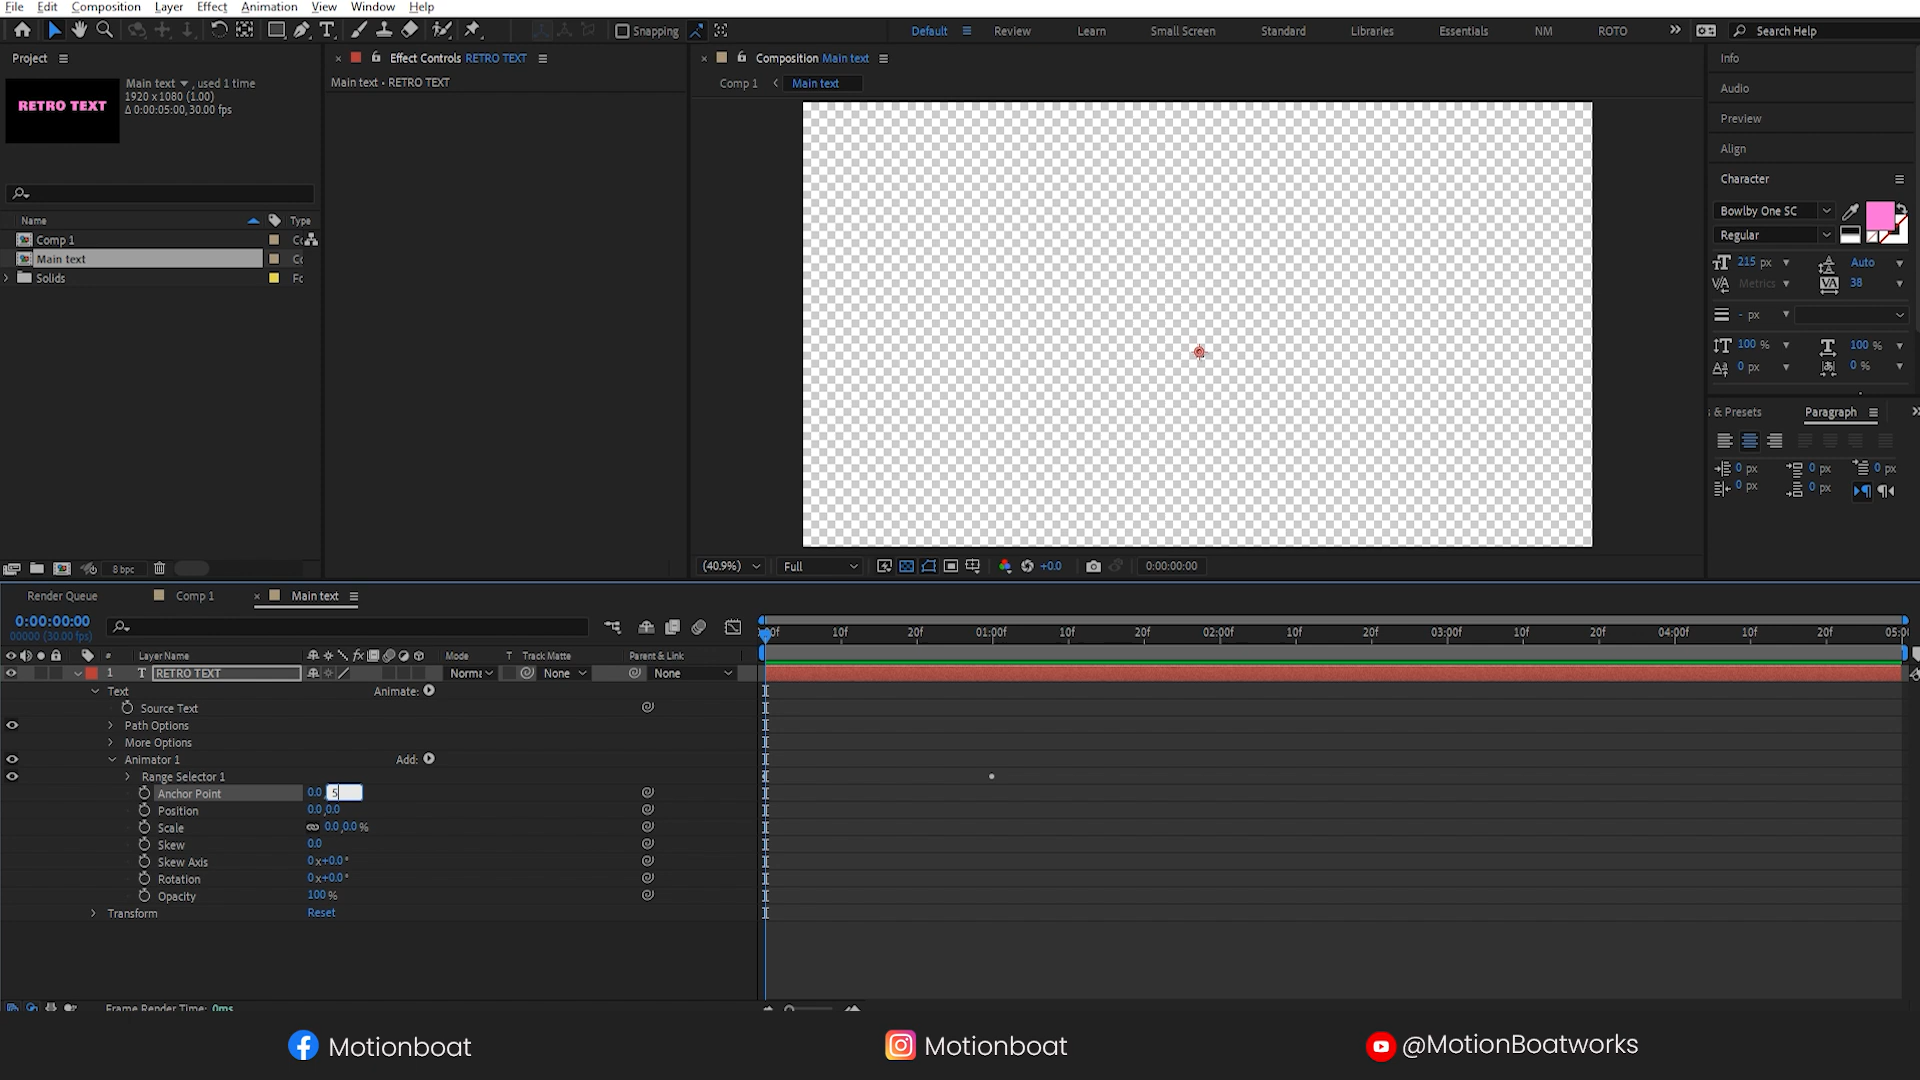 File Edit Composition Layer Effect Animation View Window Help
Snapping
Default Review Learn Small Screen Standard Libraries Essentials NM ROTO Search Help
Project
Effect Controls RETRO TEXT
Composition Main text
Info
Main text • RETRO TEXT
Comp 1 Main text
Main text , used 1 time
1920 x 1080 (1.00)
Δ 0:00:05:00, 30.00 fps
RETRO TEXT
Audio
Preview
Align
Character
Bowlby One SC
Regular
215 px Auto
Metrics 38
- px
100 % 100 %
0 px 0 %
Name Type
Comp 1
Main text
Solids
& Presets Paragraph
0 px 0 px 0 px
0 px 0 px
8 bpc
(40.9%) Full +0.0 0:00:00:00
Render Queue Comp 1 Main text
0:00:00:00
00000 (30.00 fps)
10f 20f 01:00f 10f 20f 02:00f 10f 20f 03:00f 10f 20f 04:00f 10f 20f
# Layer Name Mode T Track Matte Parent & Link
1 T RETRO TEXT None None
Text Animate:
Source Text
Path Options
More Options
Animator 1 Add:
Range Selector 1
Anchor Point 0.0 5
Position 0.0 ,0.0
Scale 0.0 ,0.0 %
Skew 0.0
Skew Axis 0 x+0.0 °
Rotation 0 x+0.0 °
Opacity 100 %
Transform Reset
Frame Render Time: 0ms
Motionboat Motionboat @MotionBoatworks